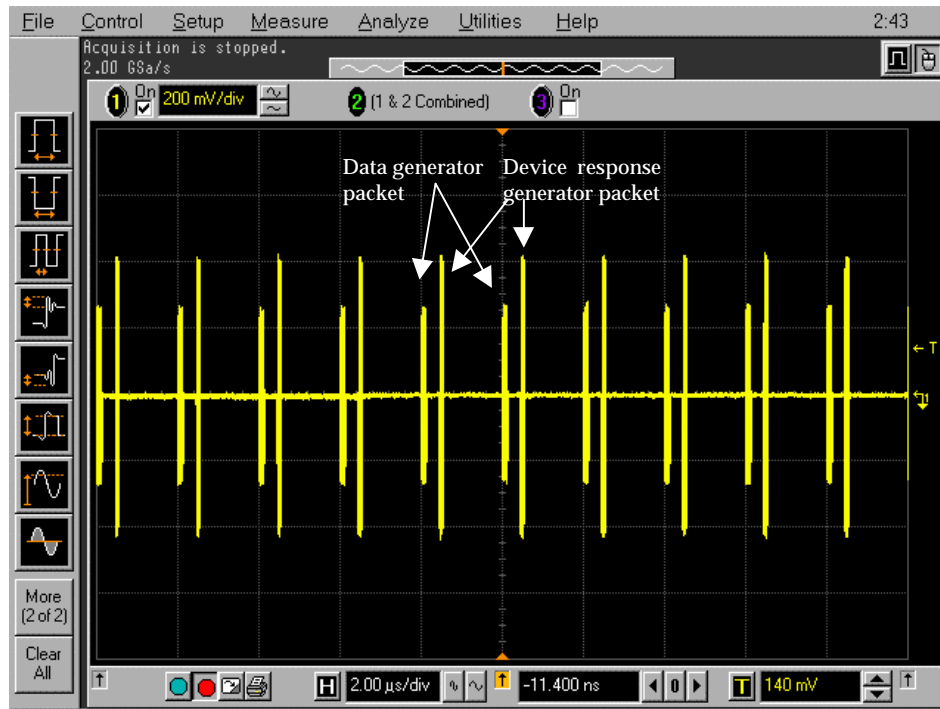 File Control Setup Measure Analyze Utilities Help 2:43
Acquisition is stopped.
2.00 GSa/s
1 On 200 mV/div 2 (1 & 2 Combined) 3 On
Data generator
packet
Device response
generator packet
T
1
More
(2 of 2)
Clear
All
H 2.00 µs/div -11.400 ns 0 T 140 mV